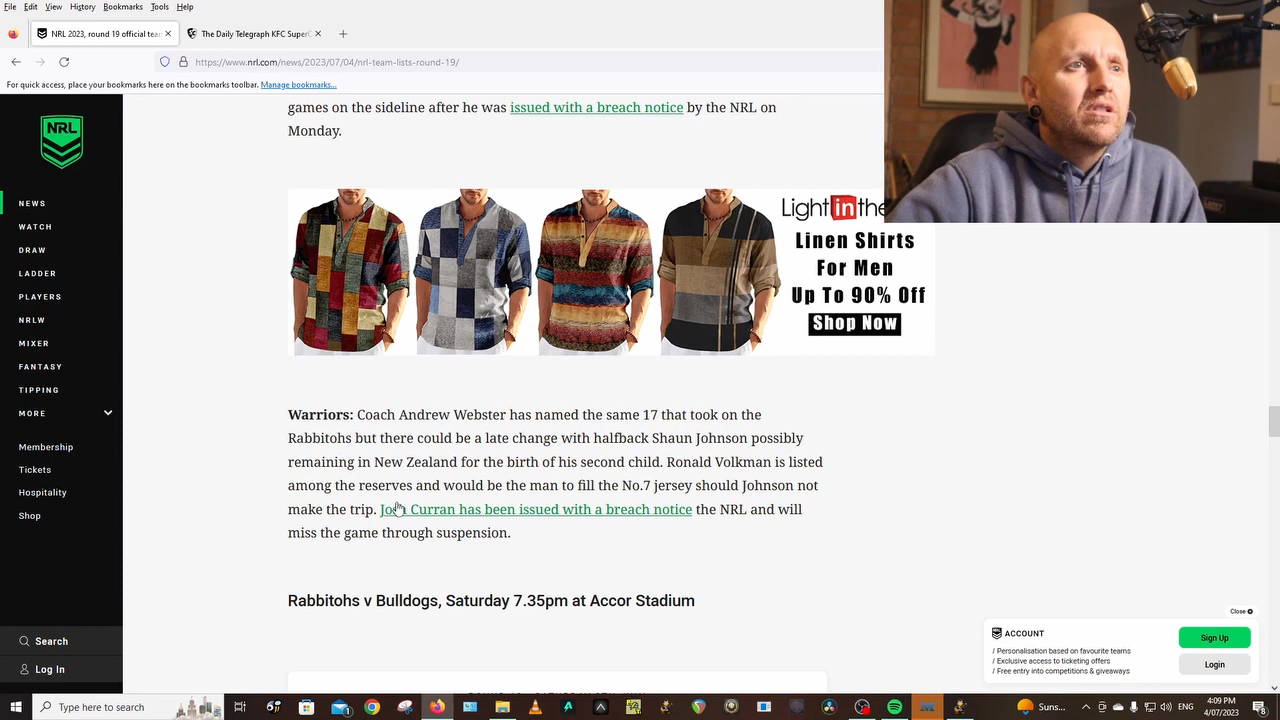 File Edit View History Bookmarks Tools Help
NRL 2023, round 19 official tea
The Daily Telegraph KFC SuperC
https://www.nrl.com/news/2023/07/04/nrl-team-lists-round-19/
For quick access, place your bookmarks here on the bookmarks toolbar. Manage bookmarks...
NRL
NEWS
WATCH
DRAW
LADDER
PLAYERS
NRLW
MIXER
FANTASY
TIPPING
MORE
Membership
Tickets
Hospitality
Shop
Search
Log In
games on the sideline after he was issued with a breach notice by the NRL on
Monday.
Light in the
Linen Shirts
For Men
Up To 90% Off
Shop Now
Warriors: Coach Andrew Webster has named the same 17 that took on the
Rabbitohs but there could be a late change with halfback Shaun Johnson possibly
remaining in New Zealand for the birth of his second child. Ronald Volkman is listed
among the reserves and would be the man to fill the No.7 jersey should Johnson not
make the trip. Josh Curran has been issued with a breach notice the NRL and will
miss the game through suspension.
Rabbitohs v Bulldogs, Saturday 7.35pm at Accor Stadium
Close
ACCOUNT
/ Personalisation based on favourite teams
/ Exclusive access to ticketing offers
/ Free entry into competitions & giveaways
Sign Up
Login
Type here to search
Suns...
ENG
4:09 PM
4/07/2023